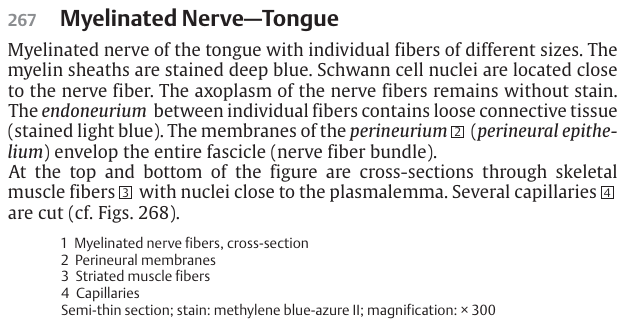 267 Myelinated Nerve—Tongue
Myelinated nerve of the tongue with individual fibers of different sizes. The
myelin sheaths are stained deep blue. Schwann cell nuclei are located close
to the nerve fiber. The axoplasm of the nerve fibers remains without stain.
The endoneurium between individual fibers contains loose connective tissue
(stained light blue). The membranes of the perineurium 2 (perineural epithe-
lium) envelop the entire fascicle (nerve fiber bundle).
At the top and bottom of the figure are cross-sections through skeletal
muscle fibers 3 with nuclei close to the plasmalemma. Several capillaries 4
are cut (cf. Figs. 268).
1 Myelinated nerve fibers, cross-section
2 Perineural membranes
3 Striated muscle fibers
4 Capillaries
Semi-thin section; stain: methylene blue-azure II; magnification: × 300